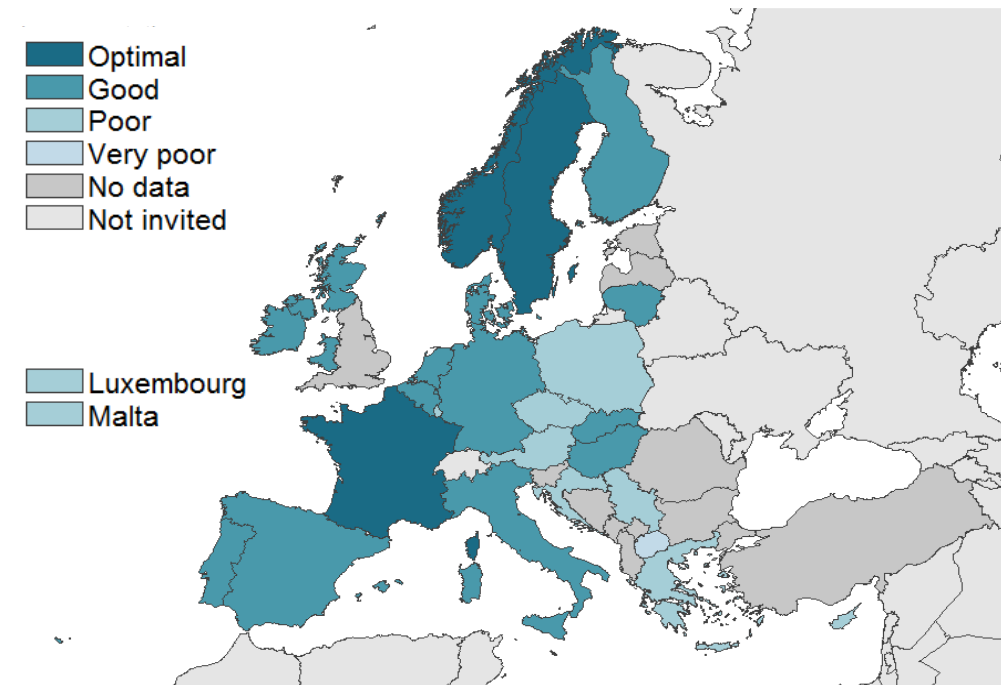 Optimal
Good
Poor
Very poor
No data
Not invited
Luxembourg
Malta